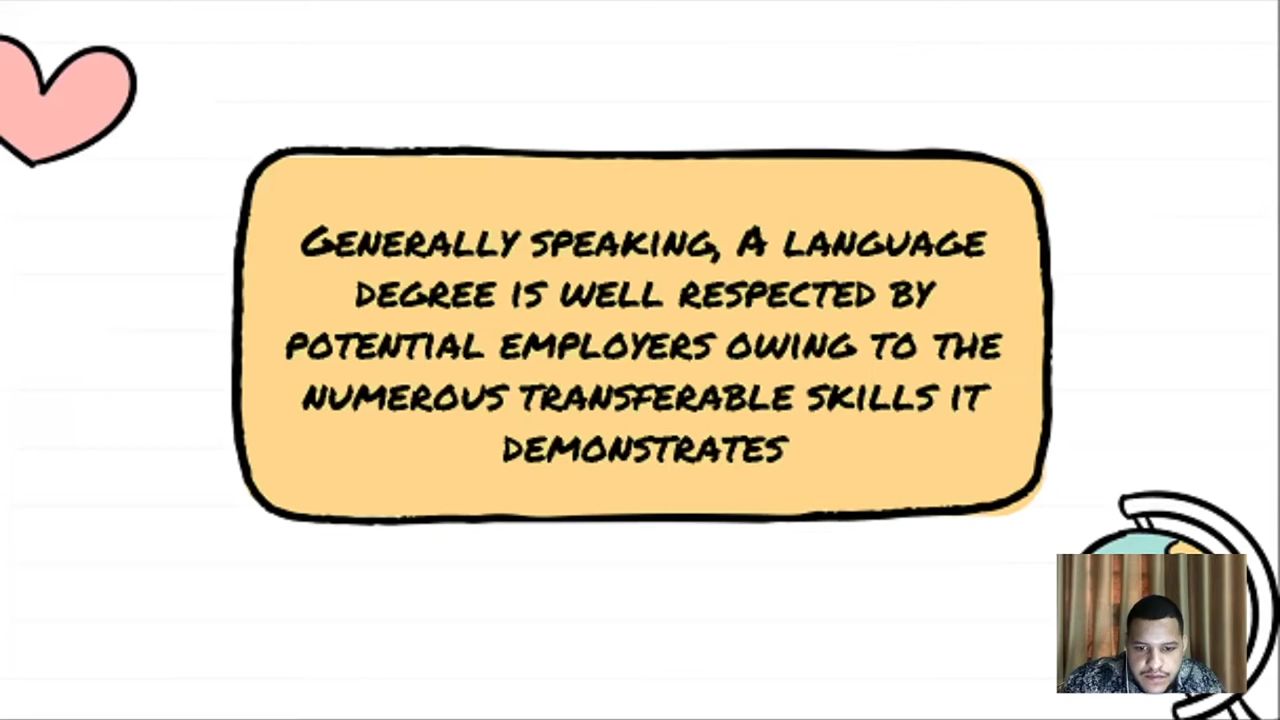 Generally speaking, A language
degree is well respected by
potential employers owing to the
numerous transferable skills it
demonstrates